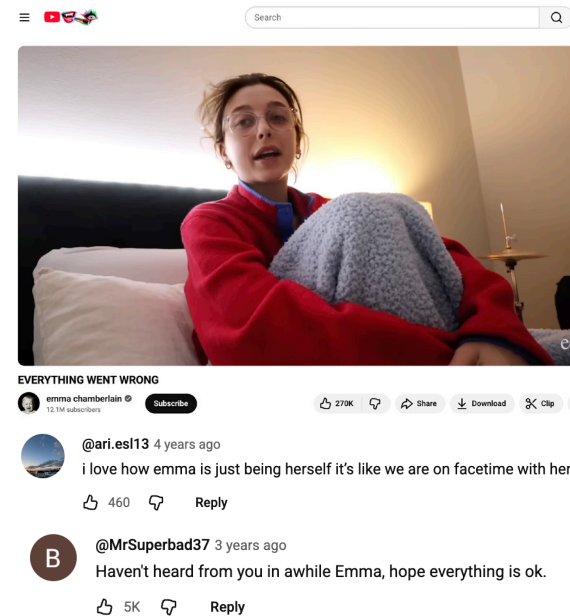 Search
e
EVERYTHING WENT WRONG
emma chamberlain
12.1M subscribers
Subscribe
270K
Share
Download
Clip
@ari.esl13 4 years ago
i love how emma is just being herself it’s like we are on facetime with her
460
Reply
B
@MrSuperbad37 3 years ago
Haven't heard from you in awhile Emma, hope everything is ok.
5K
Reply